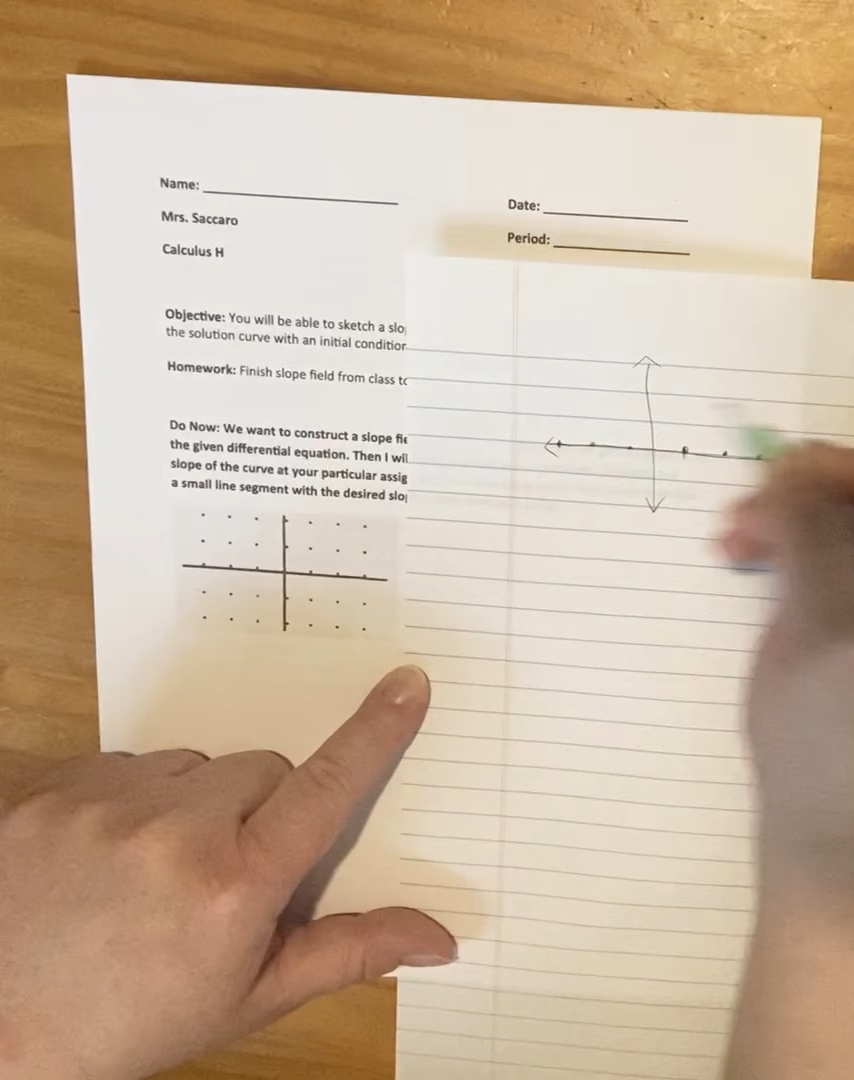 Name:
Date:
Mrs. Saccaro
Period:
Calculus H
Objective: You will be able to sketch a slo
the solution curve with an initial condition
Homework: Finish slope field from class to
Do Now: We want to construct a slope fie
the given differential equation. Then I wil
slope of the curve at your particular assig
a small line segment with the desired slo